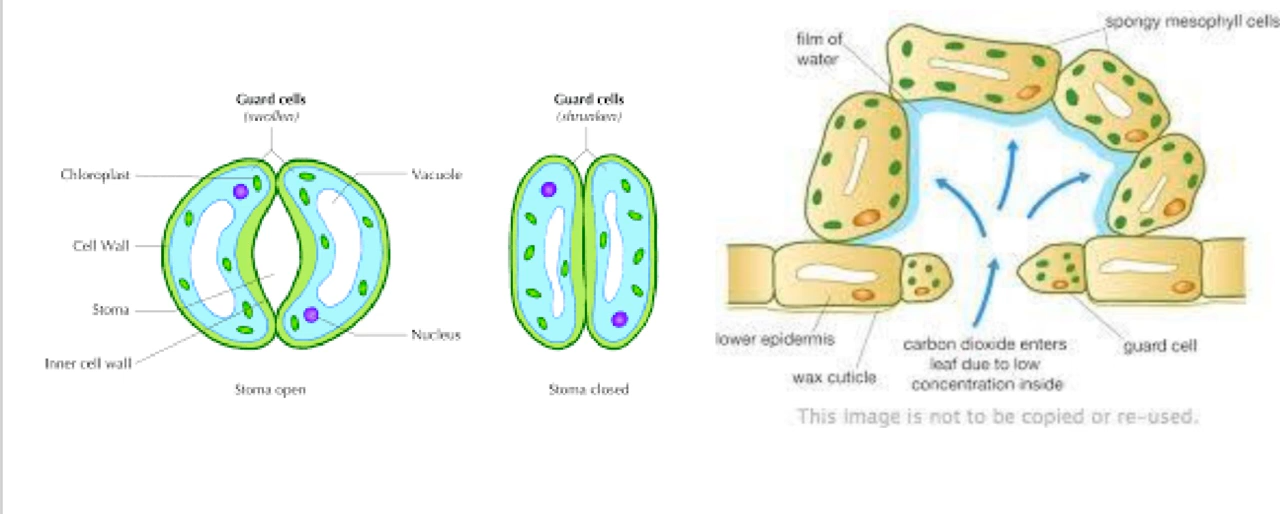 Guard cells
(swollen)
Chloroplast
Vacuole
Cell Wall
Stoma
Nucleus
Inner cell wall
Stoma open
Guard cells
(shrunken)
Stoma closed
spongy mesophyll cells
film of
water
lower epidermis
wax cuticle
carbon dioxide enters
leaf due to low
concentration inside
guard cell
This image is not to be copied or re-used.